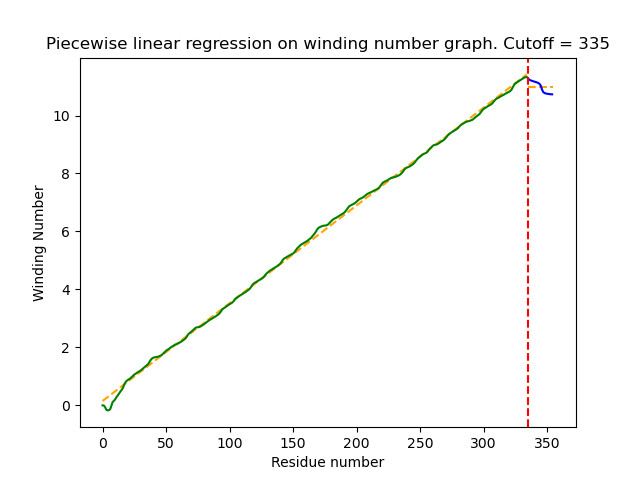 Piecewise linear regression on winding number graph. Cutoff = 335
10
8
6
4
2
0
Winding Number
0 50 100 150 200 250 300 350
Residue number